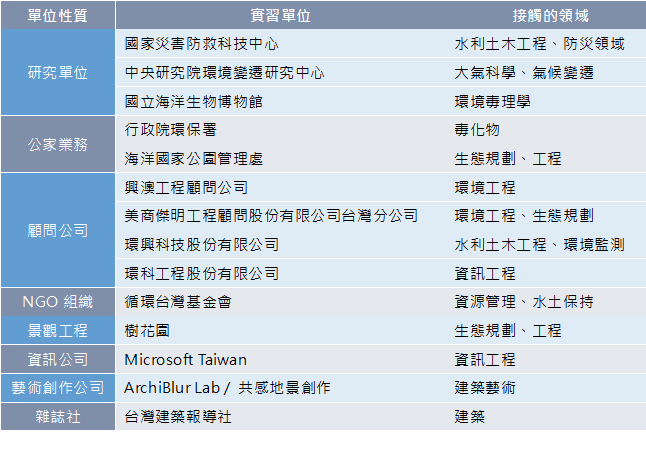 單位性質 實習單位 接觸的領域
研究單位 國家災害防救科技中心 水利土木工程、防災領域
中央研究院環境變遷研究中心 大氣科學、氣候變遷
國立海洋生物博物館 環境毒理學
公家業務 行政院環保署 毒化物
海洋國家公園管理處 生態規劃、工程
顧問公司 興澳工程顧問公司 環境工程
美商傑明工程顧問股份有限公司台灣分公司 環境工程、生態規劃
環興科技股份有限公司 水利土木工程、環境監測
環科工程股份有限公司 資訊工程
NGO 組織 循環台灣基金會 資源管理、水土保持
景觀工程 樹花園 生態規劃、工程
資訊公司 Microsoft Taiwan 資訊工程
藝術創作公司 ArchiBlur Lab / 共感地景創作 建築藝術
雜誌社 台灣建築報導社 建築